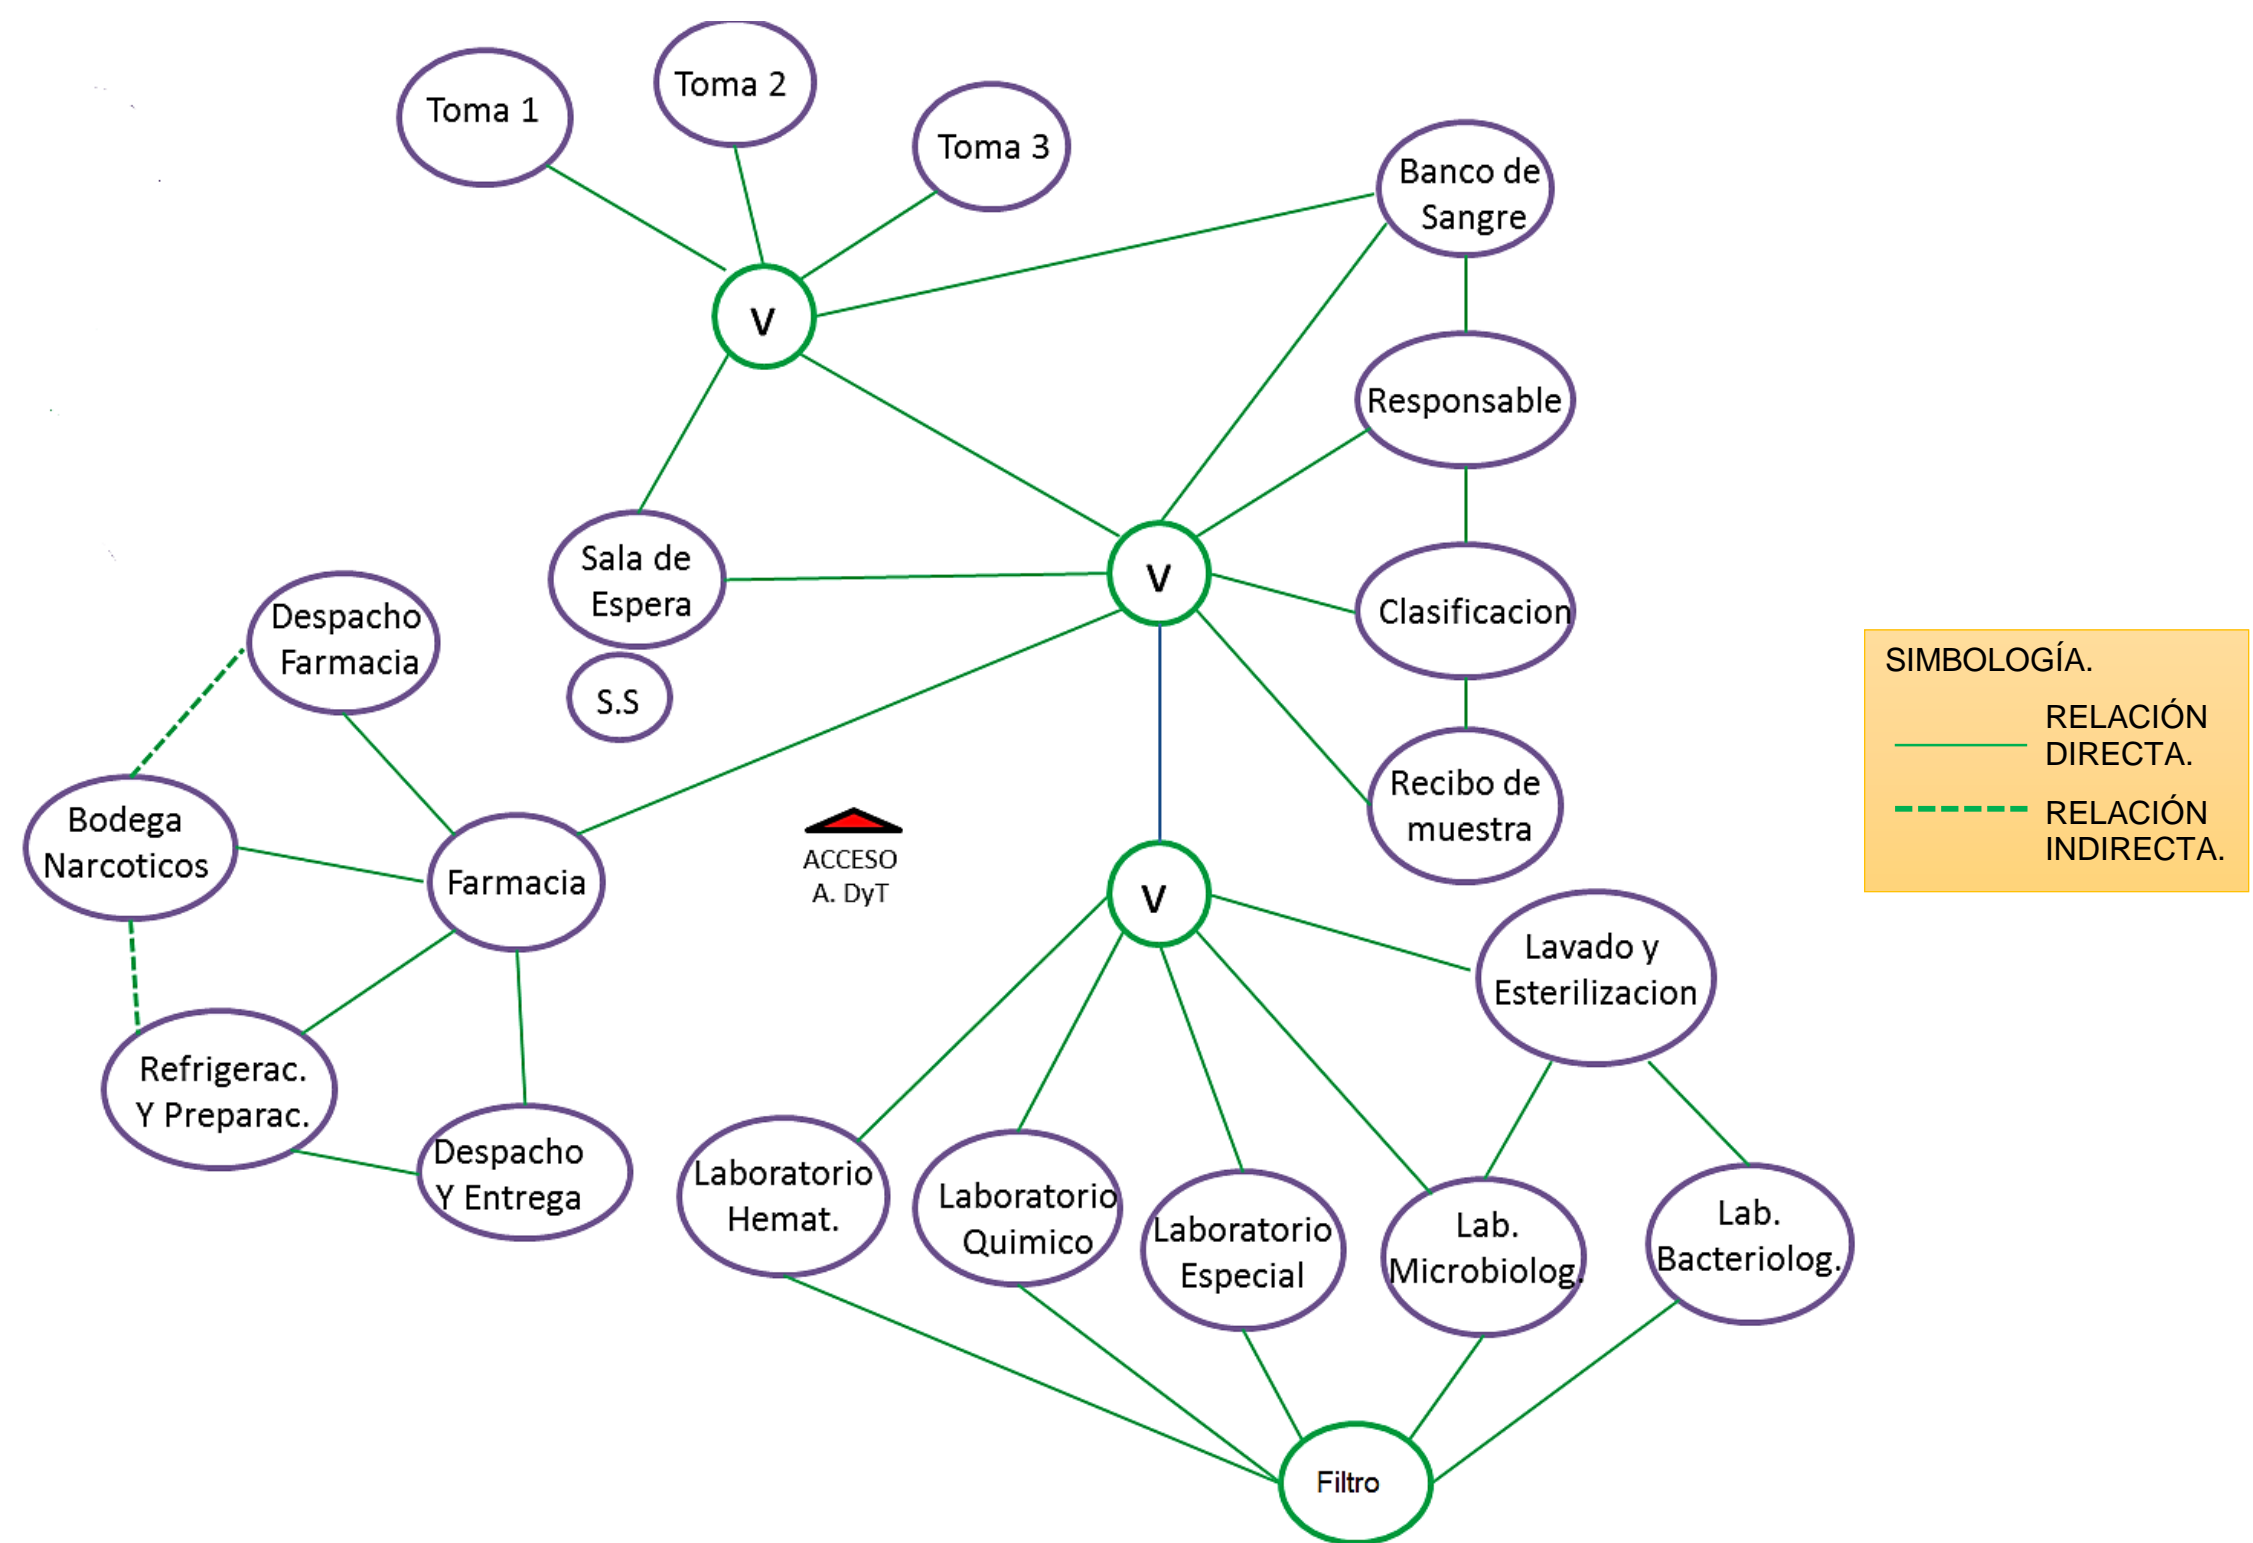 Toma 1
Toma 2
Toma 3
Banco de
Sangre
V
Responsable
Sala de
Espera
V
Clasificacion
S.S
Despacho
Farmacia
Recibo de
muestra
Bodega
Narcoticos
Farmacia
ACCESO
A. DyT
V
Lavado y
Esterilizacion
Refrigerac.
Y Preparac.
Despacho
Y Entrega
Laboratorio
Hemat.
Laboratorio
Quimico
Laboratorio
Especial
Lab.
Microbiolog.
Lab.
Bacteriolog.
Filtro
SIMBOLOGÍA.
RELACIÓN
DIRECTA.
RELACIÓN
INDIRECTA.